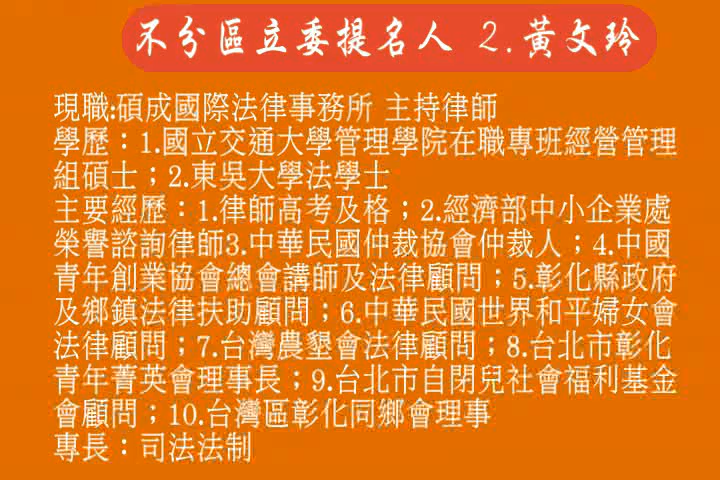 不分區立委提名人 2.黃文玲
現職:碩成國際法律事務所 主持律師
學歷：1.國立交通大學管理學院在職專班經營管理
組碩士；2.東吳大學法學士
主要經歷：1.律師高考及格；2.經濟部中小企業處
榮譽諮詢律師3.中華民國仲裁協會仲裁人；4.中國
青年創業協會總會講師及法律顧問；5.彰化縣政府
及鄉鎮法律扶助顧問；6.中華民國世界和平婦女會
法律顧問；7.台灣農墾會法律顧問；8.台北市彰化
青年菁英會理事長；9.台北市自閉兒社會福利基金
會顧問；10.台灣區彰化同鄉會理事
專長：司法法制